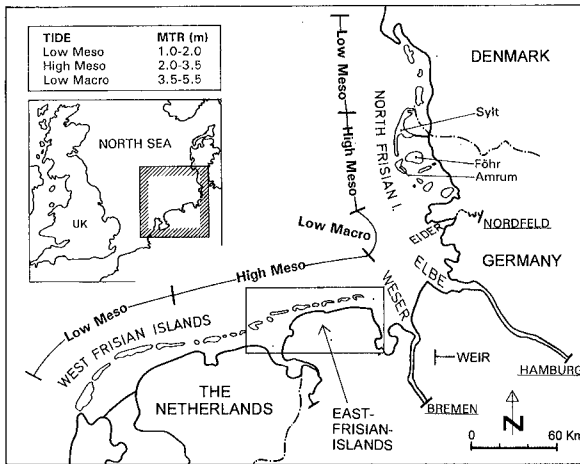 TIDE MTR (m)
Low Meso 1.0-2.0
High Meso 2.0-3.5
Low Macro 3.5-5.5
NORTH SEA
UK
Low Meso
High Meso
Low Macro
High Meso
Low Meso
DENMARK
NORTH FRISIAN I.
Sylt
Föhr
Amrum
EIDER
NORDFELD
GERMANY
ELBE
WESER
WEST FRISIAN ISLANDS
THE
NETHERLANDS
EAST-
FRISIAN-
ISLANDS
WEIR
HAMBURG
BREMEN
N
0 60 Km